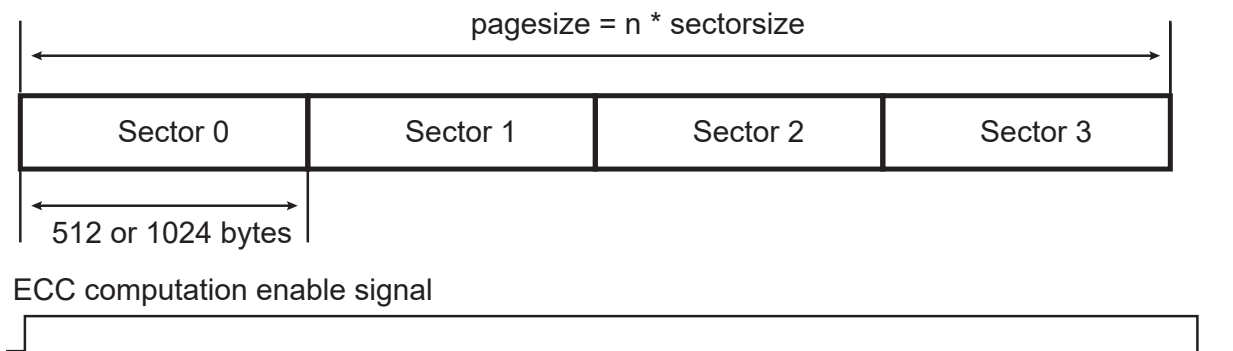 pagesize = n * sectorsize
Sector 0 Sector 1 Sector 2 Sector 3
512 or 1024 bytes
ECC computation enable signal